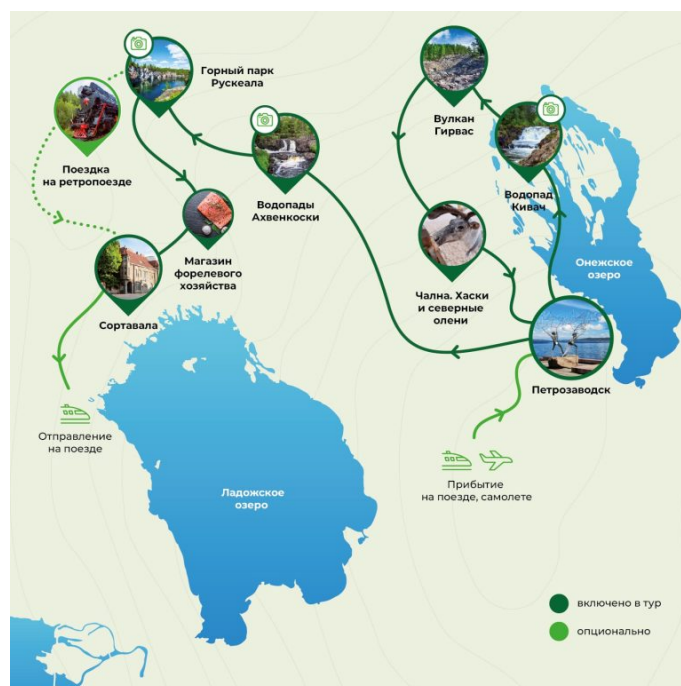 Горный парк
Рускеала
Вулкан
Гирвас
Поездка
на ретропоезде
Водопады
Ахвенкоски
Водопад
Кивач
Магазин
форелевого
хозяйства
Чална. Хаски
и северные
олени
Онежское
озеро
Сортавала
Петрозаводск
Отправление
на поезде
Прибытие
на поезде, самолете
Ладожское
озеро
включено в тур
опционально